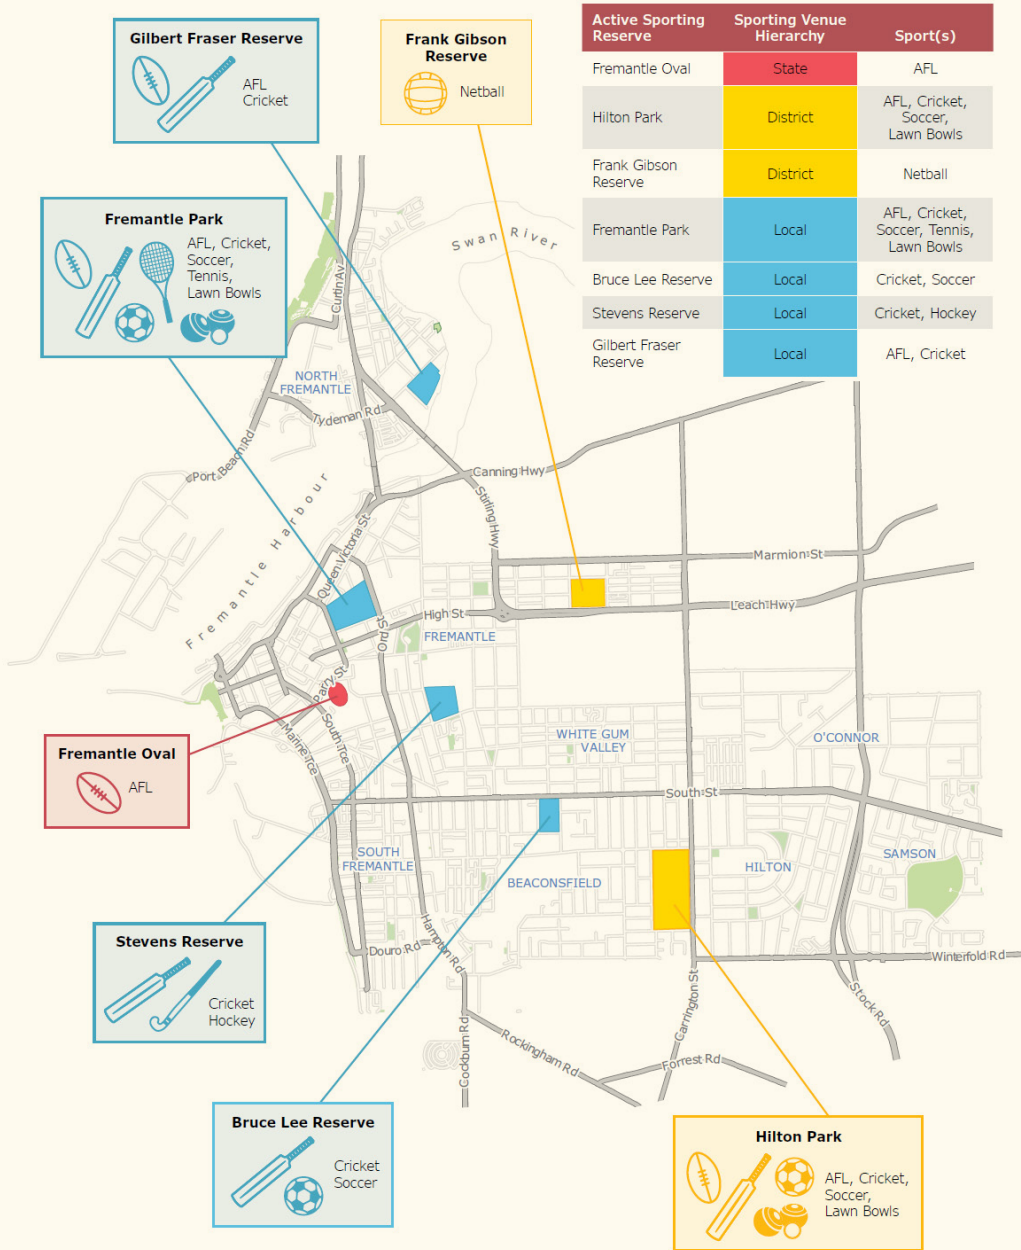 Gilbert Fraser Reserve
AFL
Cricket
Frank Gibson
Reserve
Netball
Active Sporting
Reserve
Sporting Venue
Hierarchy
Sport(s)
Fremantle Oval
State
AFL
Hilton Park
District
AFL, Cricket,
Soccer,
Lawn Bowls
Frank Gibson
Reserve
District
Netball
Fremantle Park
Local
AFL, Cricket,
Soccer, Tennis,
Lawn Bowls
Bruce Lee Reserve
Local
Cricket, Soccer
Stevens Reserve
Local
Cricket, Hockey
Gilbert Fraser
Reserve
Local
AFL, Cricket
Fremantle Park
AFL, Cricket,
Soccer,
Tennis,
Lawn Bowls
Swan River
Curtin Av
NORTH
FREMANTLE
Tydeman Rd
Port Beach Rd
Canning Hwy
Stirling Hwy
Fremantle Harbour
Queen Victoria St
Marmion St
Leach Hwy
High St
Ord St
FREMANTLE
Parry St
South Tce
Marine Tce
WHITE GUM
VALLEY
O'CONNOR
Fremantle Oval
AFL
South St
SOUTH
FREMANTLE
BEACONSFIELD
HILTON
SAMSON
Hampton Rd
Douro Rd
Winterfold Rd
Stevens Reserve
Cricket
Hockey
Carrington St
Stock Rd
Cockburn Rd
Rockingham Rd
Forrest Rd
Bruce Lee Reserve
Cricket
Soccer
Hilton Park
AFL, Cricket,
Soccer,
Lawn Bowls